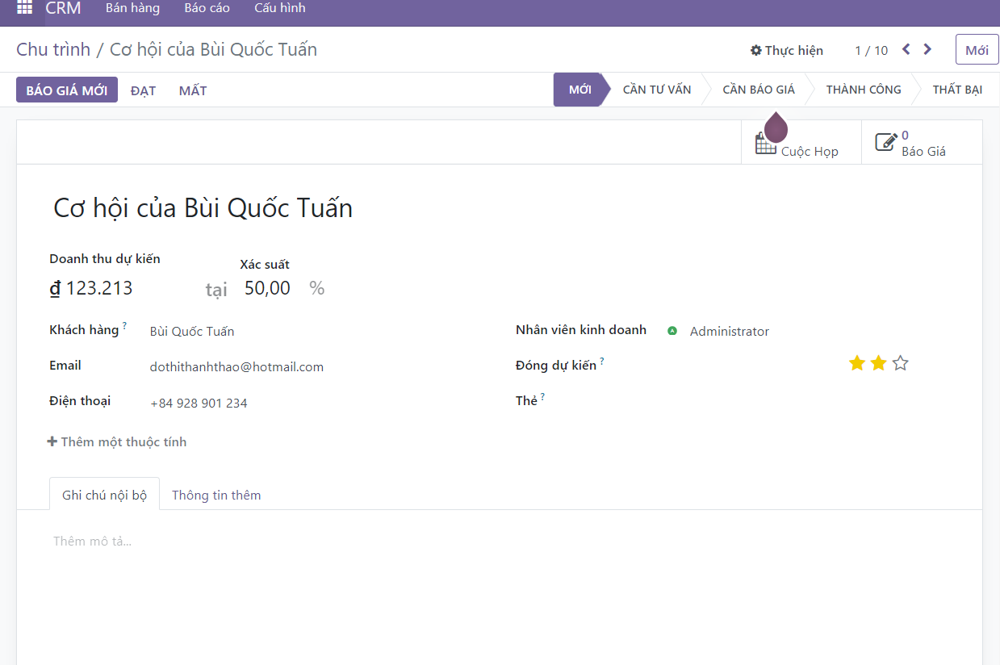 CRM Bán hàng Báo cáo Cấu hình
Chu trình / Cơ hội của Bùi Quốc Tuấn Thực hiện 1 / 10 Mới
BÁO GIÁ MỚI ĐẠT MẤT MỚI CẦN TƯ VẤN CẦN BÁO GIÁ THÀNH CÔNG THẤT BẠI
Cuộc Họp
0
Báo Giá
Cơ hội của Bùi Quốc Tuấn
Doanh thu dự kiến Xác suất
₫ 123.213 tại 50,00 %
Khách hàng ? Bùi Quốc Tuấn Nhân viên kinh doanh A Administrator
Email dothithanhthao@hotmail.com Đóng dự kiến ?
Điện thoại +84 928 901 234 Thẻ ?
Thêm một thuộc tính
Ghi chú nội bộ Thông tin thêm
Thêm mô tả...